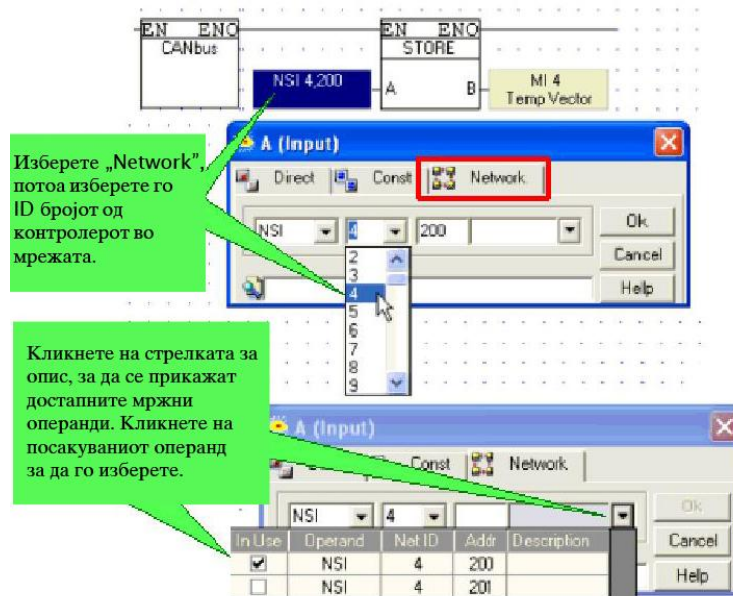 EN ENO EN ENO
CANbus STORE
NSI 4,200 A B MI 4
Temp Vector
Изберете „Network”,
потоа изберете го
ID бројот од
контролерот во
мрежата.
A (Input)
Direct Const Network
NSI 4 200 Ok
Cancel
Help
2
3
4
5
6
7
8
9
Кликнете на стрелката за
опис, за да се прикажат
достапните мржни
операнди. Кликнете на
посакуваниот операнд
за да го изберете.
A (Input)
Const Network
NSI 4 Ok
Cancel
Help
In Use Operand Net ID Addr Description
NSI 4 200
NSI 4 201